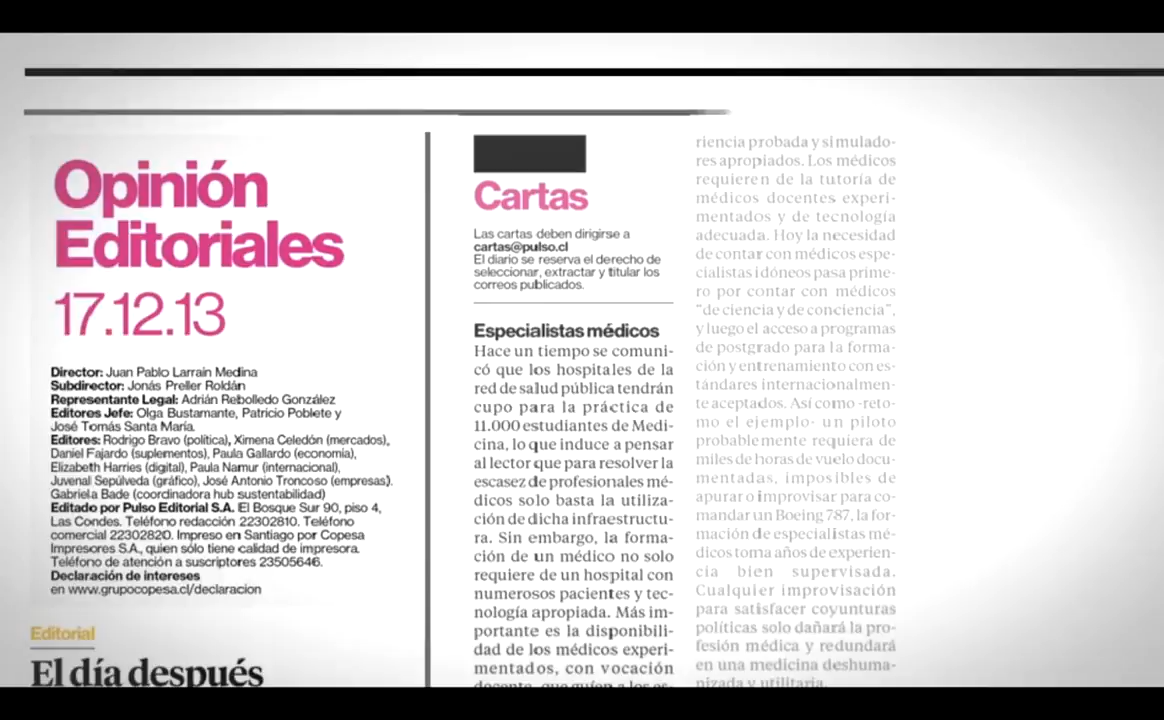 Opinión
Editoriales
17.12.13
Director: Juan Pablo Larraín Medina
Subdirector: Jonás Preller Roldán
Representante Legal: Adrián Rebolledo González
Editores Jefe: Olga Bustamante, Patricio Poblete y
José Tomás Santa María.
Editores: Rodrigo Bravo (política), Ximena Celedón (mercados),
Daniel Fajardo (suplementos), Paula Gallardo (economía),
Elizabeth Harries (digital), Paula Namur (internacional),
Juvenal Sepúlveda (gráfico), José Antonio Troncoso (empresas).
Gabriela Bade (coordinadora hub sustentabilidad)
Editado por Pulso Editorial S.A. El Bosque Sur 90, piso 4,
Las Condes. Teléfono redacción 22302810. Teléfono
comercial 22302820. Impreso en Santiago por Copesa
Impresores S.A., quien sólo tiene calidad de impresora.
Teléfono de atención a suscriptores 23505646.
Declaración de intereses
en www.grupocopesa.cl/declaracion
Editorial
El día después
Cartas
Las cartas deben dirigirse a
cartas@pulso.cl
El diario se reserva el derecho de
seleccionar, extractar y titular los
correos publicados.
Especialistas médicos
Hace un tiempo se comuni-
có que los hospitales de la
red de salud pública tendrán
cupo para la práctica de
11.000 estudiantes de Medi-
cina, lo que induce a pensar
al lector que para resolver la
escasez de profesionales mé-
dicos solo basta la utiliza-
ción de dicha infraestructu-
ra. Sin embargo, la forma-
ción de un médico no solo
requiere de un hospital con
numerosos pacientes y tec-
nología apropiada. Más im-
portante es la disponibili-
dad de los médicos experi-
mentados, con vocación
docente, que guíen a los es-
riencia probada y simulado-
res apropiados. Los médicos
requieren de la tutoría de
médicos docentes experi-
mentados y de tecnología
adecuada. Hoy la necesidad
de contar con médicos espe-
cialistas idóneos pasa prime-
ro por contar con médicos
"de ciencia y de conciencia",
y luego el acceso a programas
de postgrado para la forma-
ción y entrenamiento con es-
tándares internacionalmen-
te aceptados. Así como -reto-
mo el ejemplo- un piloto
probablemente requiera de
miles de horas de vuelo docu-
mentadas, imposibles de
apurar o improvisar para co-
mandar un Boeing 787, la for-
mación de especialistas mé-
dicos toma años de experien-
cia bien supervisada.
Cualquier improvisación
para satisfacer coyunturas
políticas solo dañará la pro-
fesión médica y redundará
en una medicina deshuma-
nizada y utilitaria.